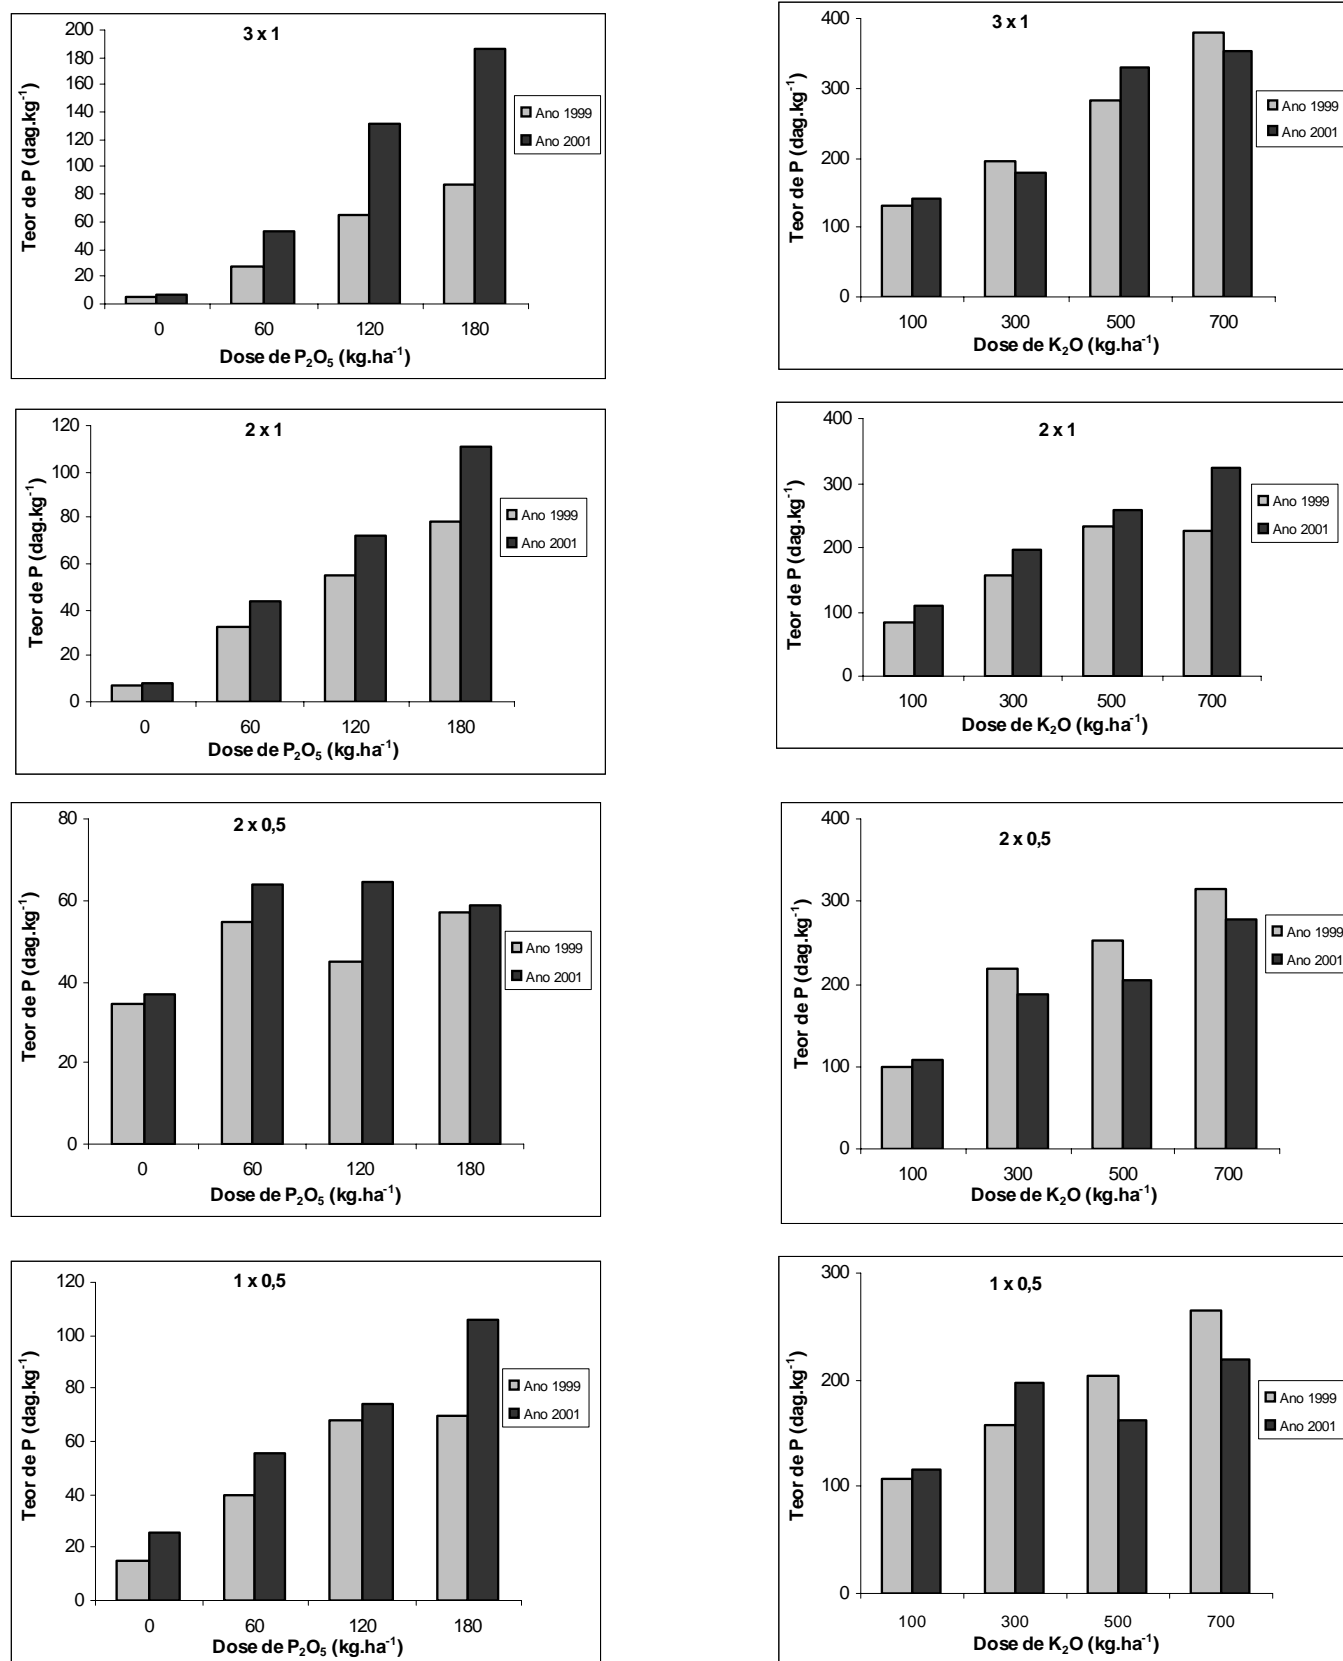 3 x 1
Teor de P (dag.kg⁻¹)
200
180
160
140
120
100
80
60
40
20
0
0 60 120 180
Dose de P₂O₅ (kg.ha⁻¹)
Ano 1999
Ano 2001
3 x 1
Teor de P (dag.kg⁻¹)
400
300
200
100
0
100 300 500 700
Dose de K₂O (kg.ha⁻¹)
Ano 1999
Ano 2001
2 x 1
Teor de P (dag.kg⁻¹)
120
100
80
60
40
20
0
0 60 120 180
Dose de P₂O₅ (kg.ha⁻¹)
Ano 1999
Ano 2001
2 x 1
Teor de P (dag.kg⁻¹)
400
300
200
100
0
100 300 500 700
Dose de K₂O (kg.ha⁻¹)
Ano 1999
Ano 2001
2 x 0,5
Teor de P (dag.kg⁻¹)
80
60
40
20
0
0 60 120 180
Dose de P₂O₅ (kg.ha⁻¹)
Ano 1999
Ano 2001
2 x 0,5
Teor de P (dag.kg⁻¹)
400
300
200
100
0
100 300 500 700
Dose de K₂O (kg.ha⁻¹)
Ano 1999
Ano 2001
1 x 0,5
Teor de P (dag.kg⁻¹)
120
100
80
60
40
20
0
0 60 120 180
Dose de P₂O₅ (kg.ha⁻¹)
Ano 1999
Ano 2001
1 x 0,5
Teor de P (dag.kg⁻¹)
300
200
100
0
100 300 500 700
Dose de K₂O (kg.ha⁻¹)
Ano 1999
Ano 2001